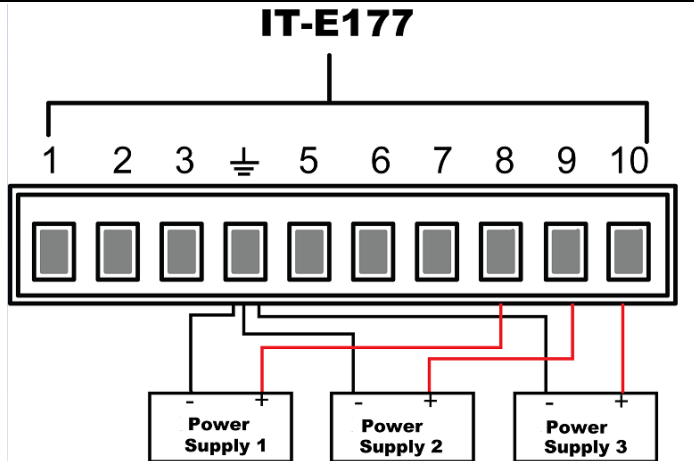 IT-E177
1 2 3 5 6 7 8 9 10
- + - + - +
Power Power Power
Supply 1 Supply 2 Supply 3